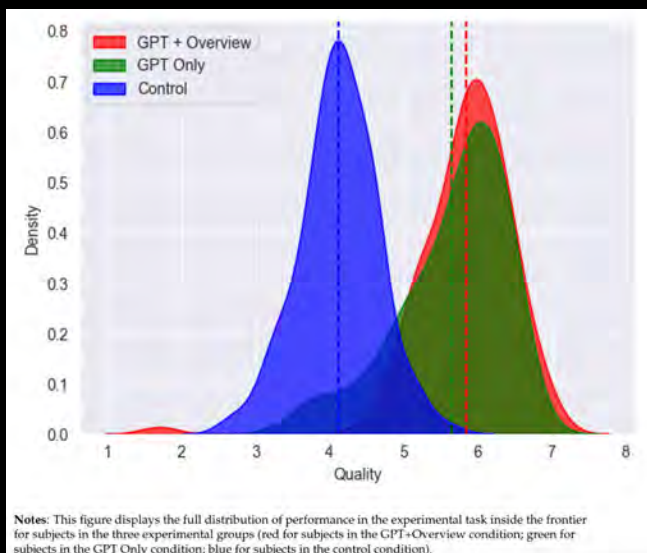 0.8
GPT + Overview
GPT Only
Control
0.7
0.6
0.5
0.4
0.3
0.2
0.1
0.0
Density
1 2 3 4 5 6 7 8
Quality
Notes: This figure displays the full distribution of performance in the experimental task inside the frontier
for subjects in the three experimental groups (red for subjects in the GPT+Overview condition; green for
subjects in the GPT Only condition; blue for subjects in the control condition).